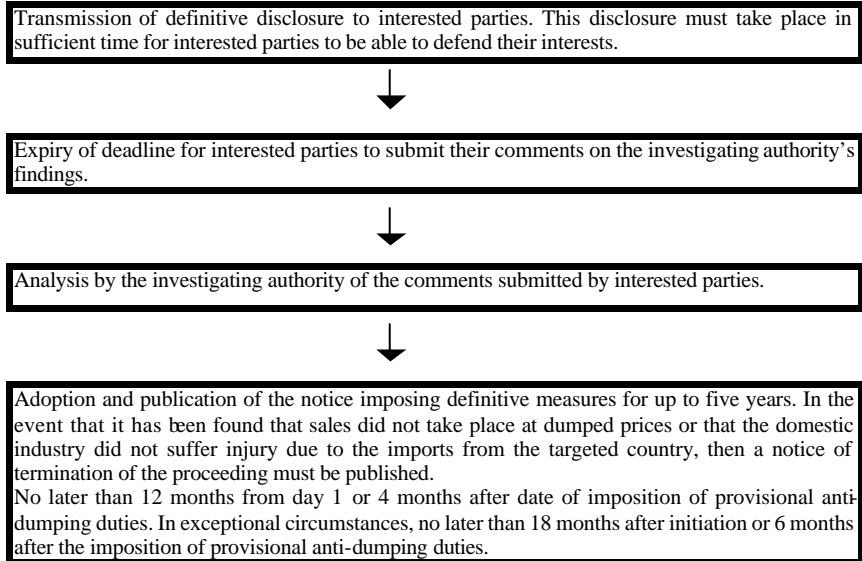 Transmission of definitive disclosure to interested parties. This disclosure must take place in
sufficient time for interested parties to be able to defend their interests.
Expiry of deadline for interested parties to submit their comments on the investigating authority's
findings.
Analysis by the investigating authority of the comments submitted by interested parties.
Adoption and publication of the notice imposing definitive measures for up to five years. In the
event that it has been found that sales did not take place at dumped prices or that the domestic
industry did not suffer injury due to the imports from the targeted country, then a notice of
termination of the proceeding must be published.
No later than 12 months from day 1 or 4 months after date of imposition of provisional anti-
dumping duties. In exceptional circumstances, no later than 18 months after initiation or 6 months
after the imposition of provisional anti-dumping duties.